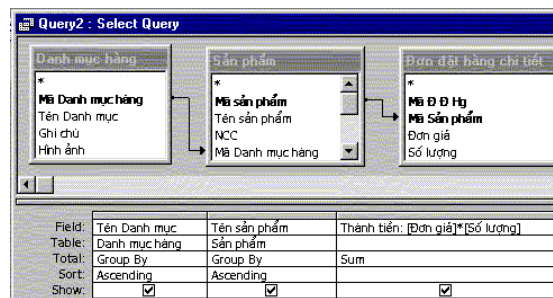 Query2 : Select Query
Danh mục hàng
*
Mã Danh mục hàng
Tên Danh mục
Ghi chú
Hình ảnh
Sản phẩm
*
Mã sản phẩm
Tên sản phẩm
NCC
Mã Danh mục hàng
Đơn đặt hàng chi tiết
*
Mã Đ Đ Hg
Mã Sản phẩm
Đơn giá
Số lượng
Field: Tên Danh mục Tên sản phẩm Thành tiền: [Đơn giá]*[Số lượng]
Table: Danh mục hàng Sản phẩm
Total: Group By Group By Sum
Sort: Ascending Ascending
Show: